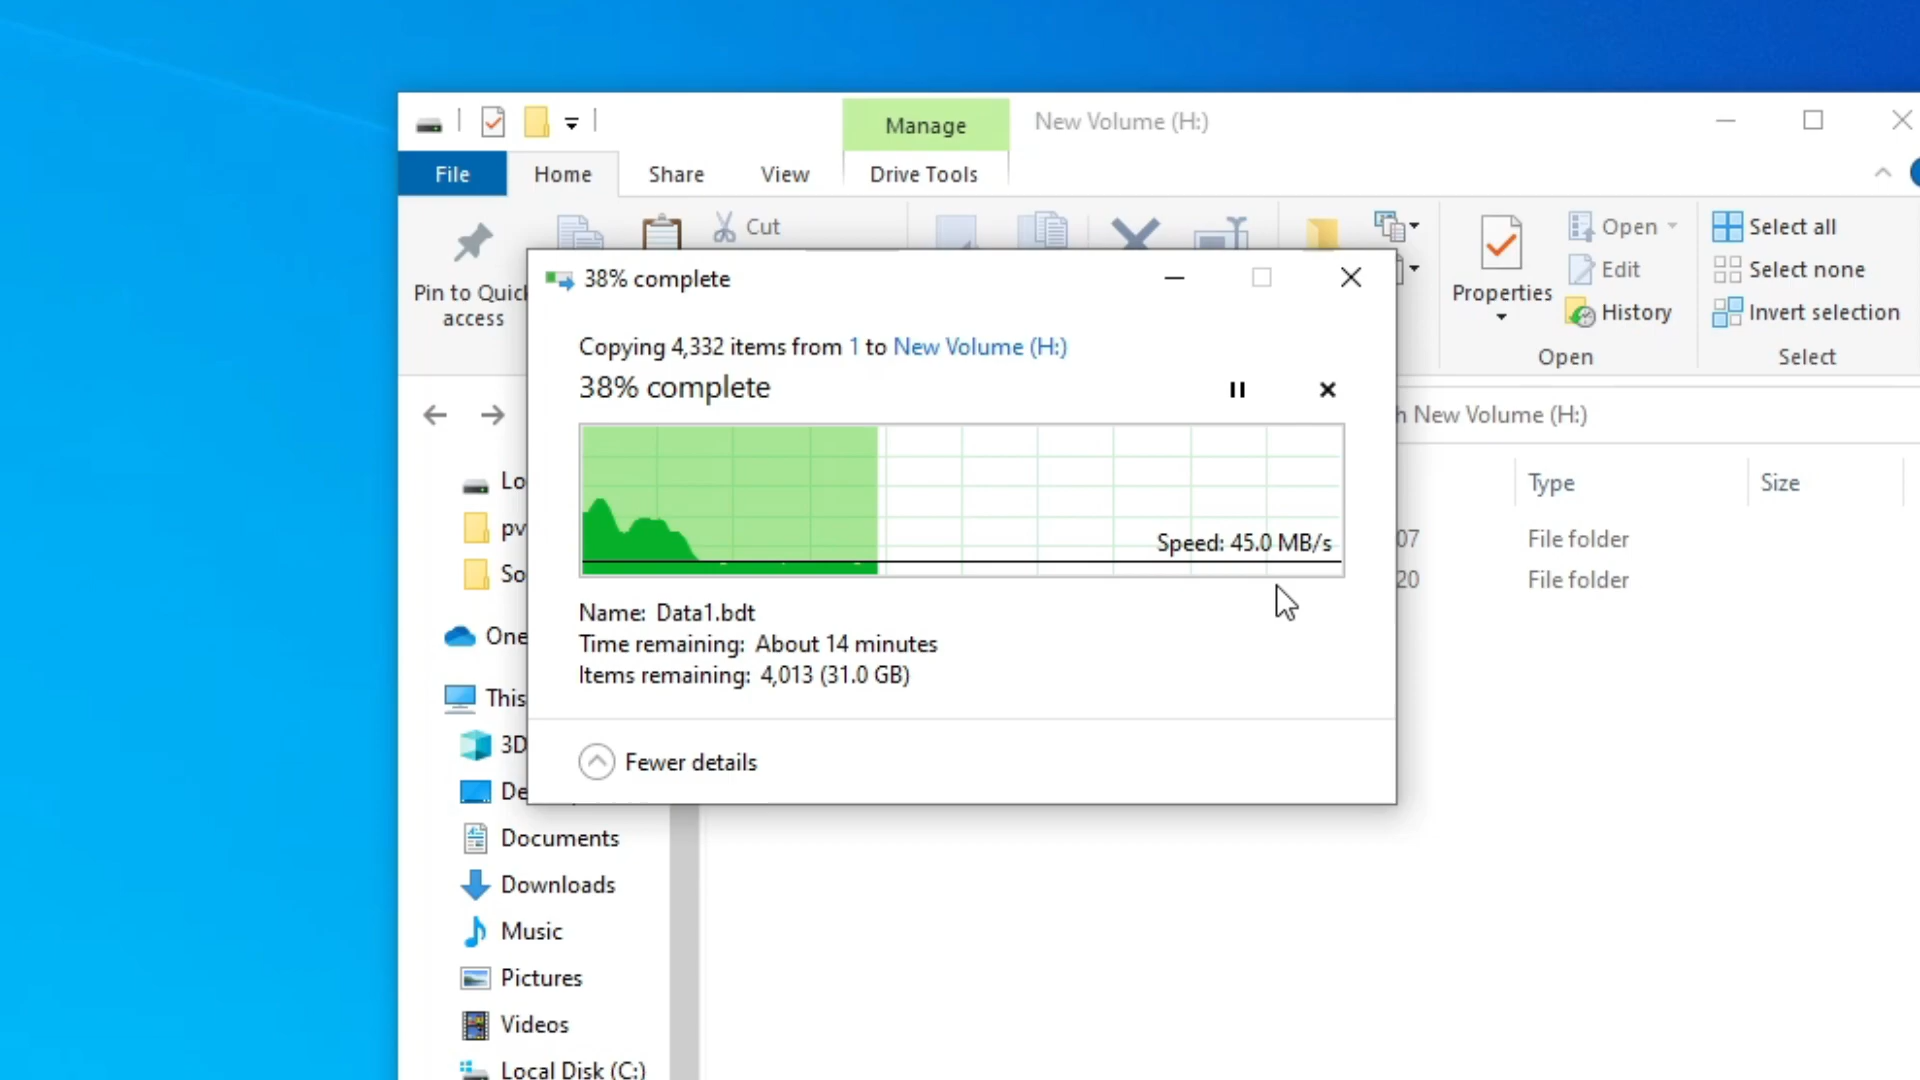 Manage
New Volume (H:)
File
Home
Share
View
Drive Tools
Cut
Pin to Quick
access
Properties
Open
Edit
History
Open
Select all
Select none
Invert selection
Select
38% complete
Copying 4,332 items from 1 to New Volume (H:)
38% complete
Speed: 45.0 MB/s
Name: Data1.bdt
Time remaining: About 14 minutes
Items remaining: 4,013 (31.0 GB)
Fewer details
h New Volume (H:)
Type
Size
07
File folder
20
File folder
Lo
pv
So
One
This
3D
De
Documents
Downloads
Music
Pictures
Videos
Local Disk (C:)